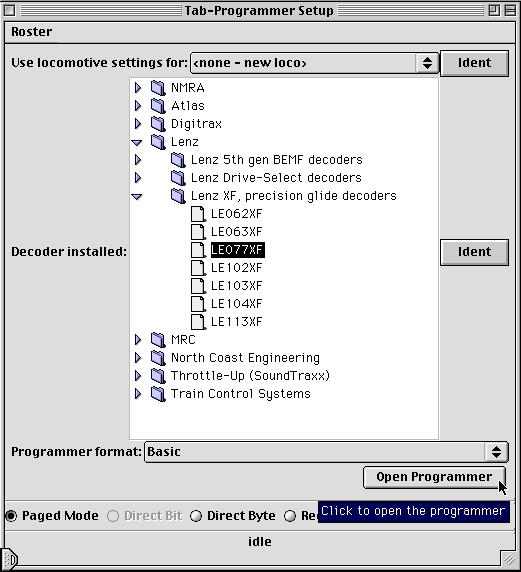 Tab-Programmer Setup
Roster
Use locomotive settings for: <none - new loco> Ident
NMRA
Atlas
Digitrax
Lenz
Lenz 5th gen BEMF decoders
Lenz Drive-Select decoders
Lenz XF, precision glide decoders
LE062XF
LE063XF
Decoder installed: LE077XF Ident
LE102XF
LE103XF
LE104XF
LE113XF
MRC
North Coast Engineering
Throttle-Up (SoundTraxx)
Train Control Systems
Programmer format: Basic
Open Programmer
Paged Mode Direct Bit Direct Byte Click to open the programmer
idle